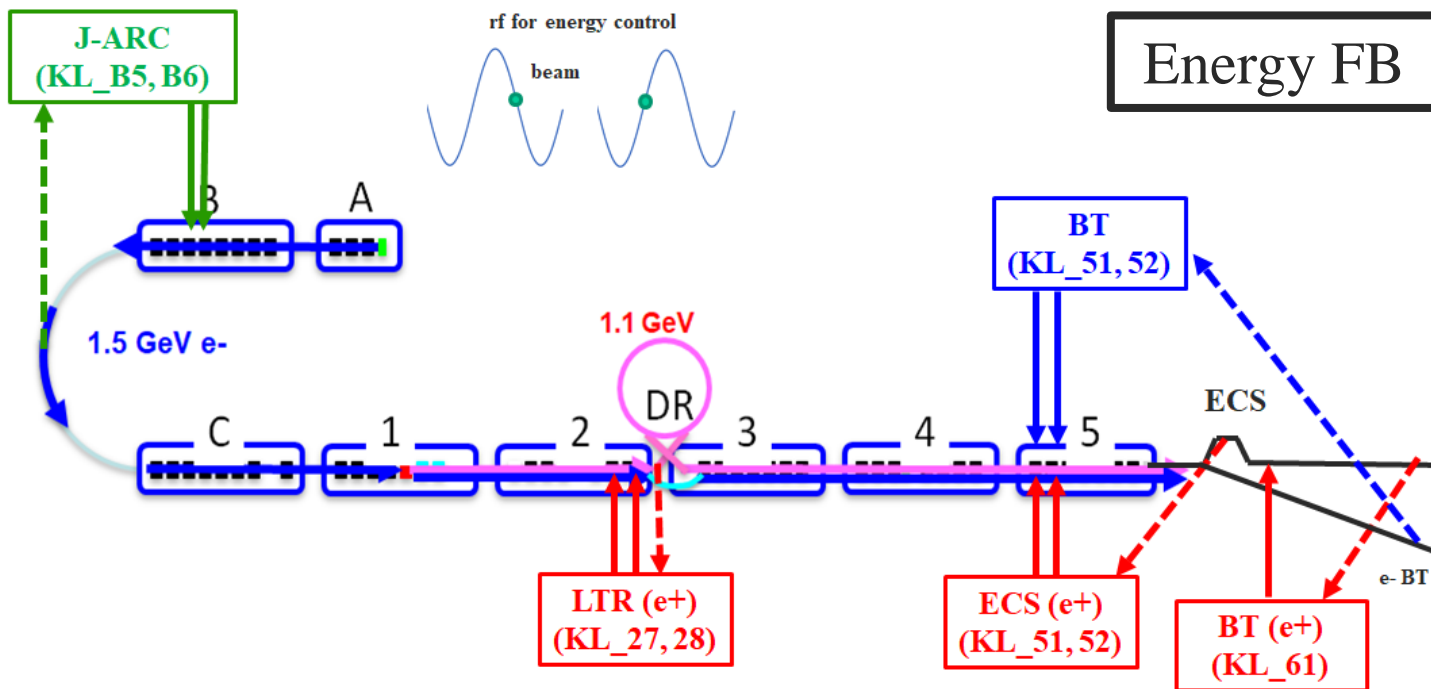 rf for energy control
beam
Energy FB
J-ARC
(KL_B5, B6)
B
A
BT
(KL_51, 52)
1.5 GeV e-
1.1 GeV
DR
ECS
C
1
2
3
4
5
LTR (e+)
(KL_27, 28)
ECS (e+)
(KL_51, 52)
BT (e+)
(KL_61)
e- BT